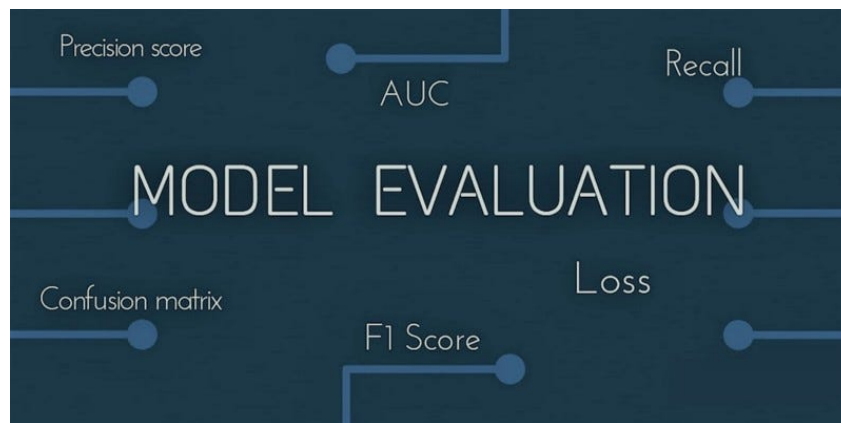 Precision score
AUC
Recall
MODEL EVALUATION
Confusion matrix
Loss
F1 Score